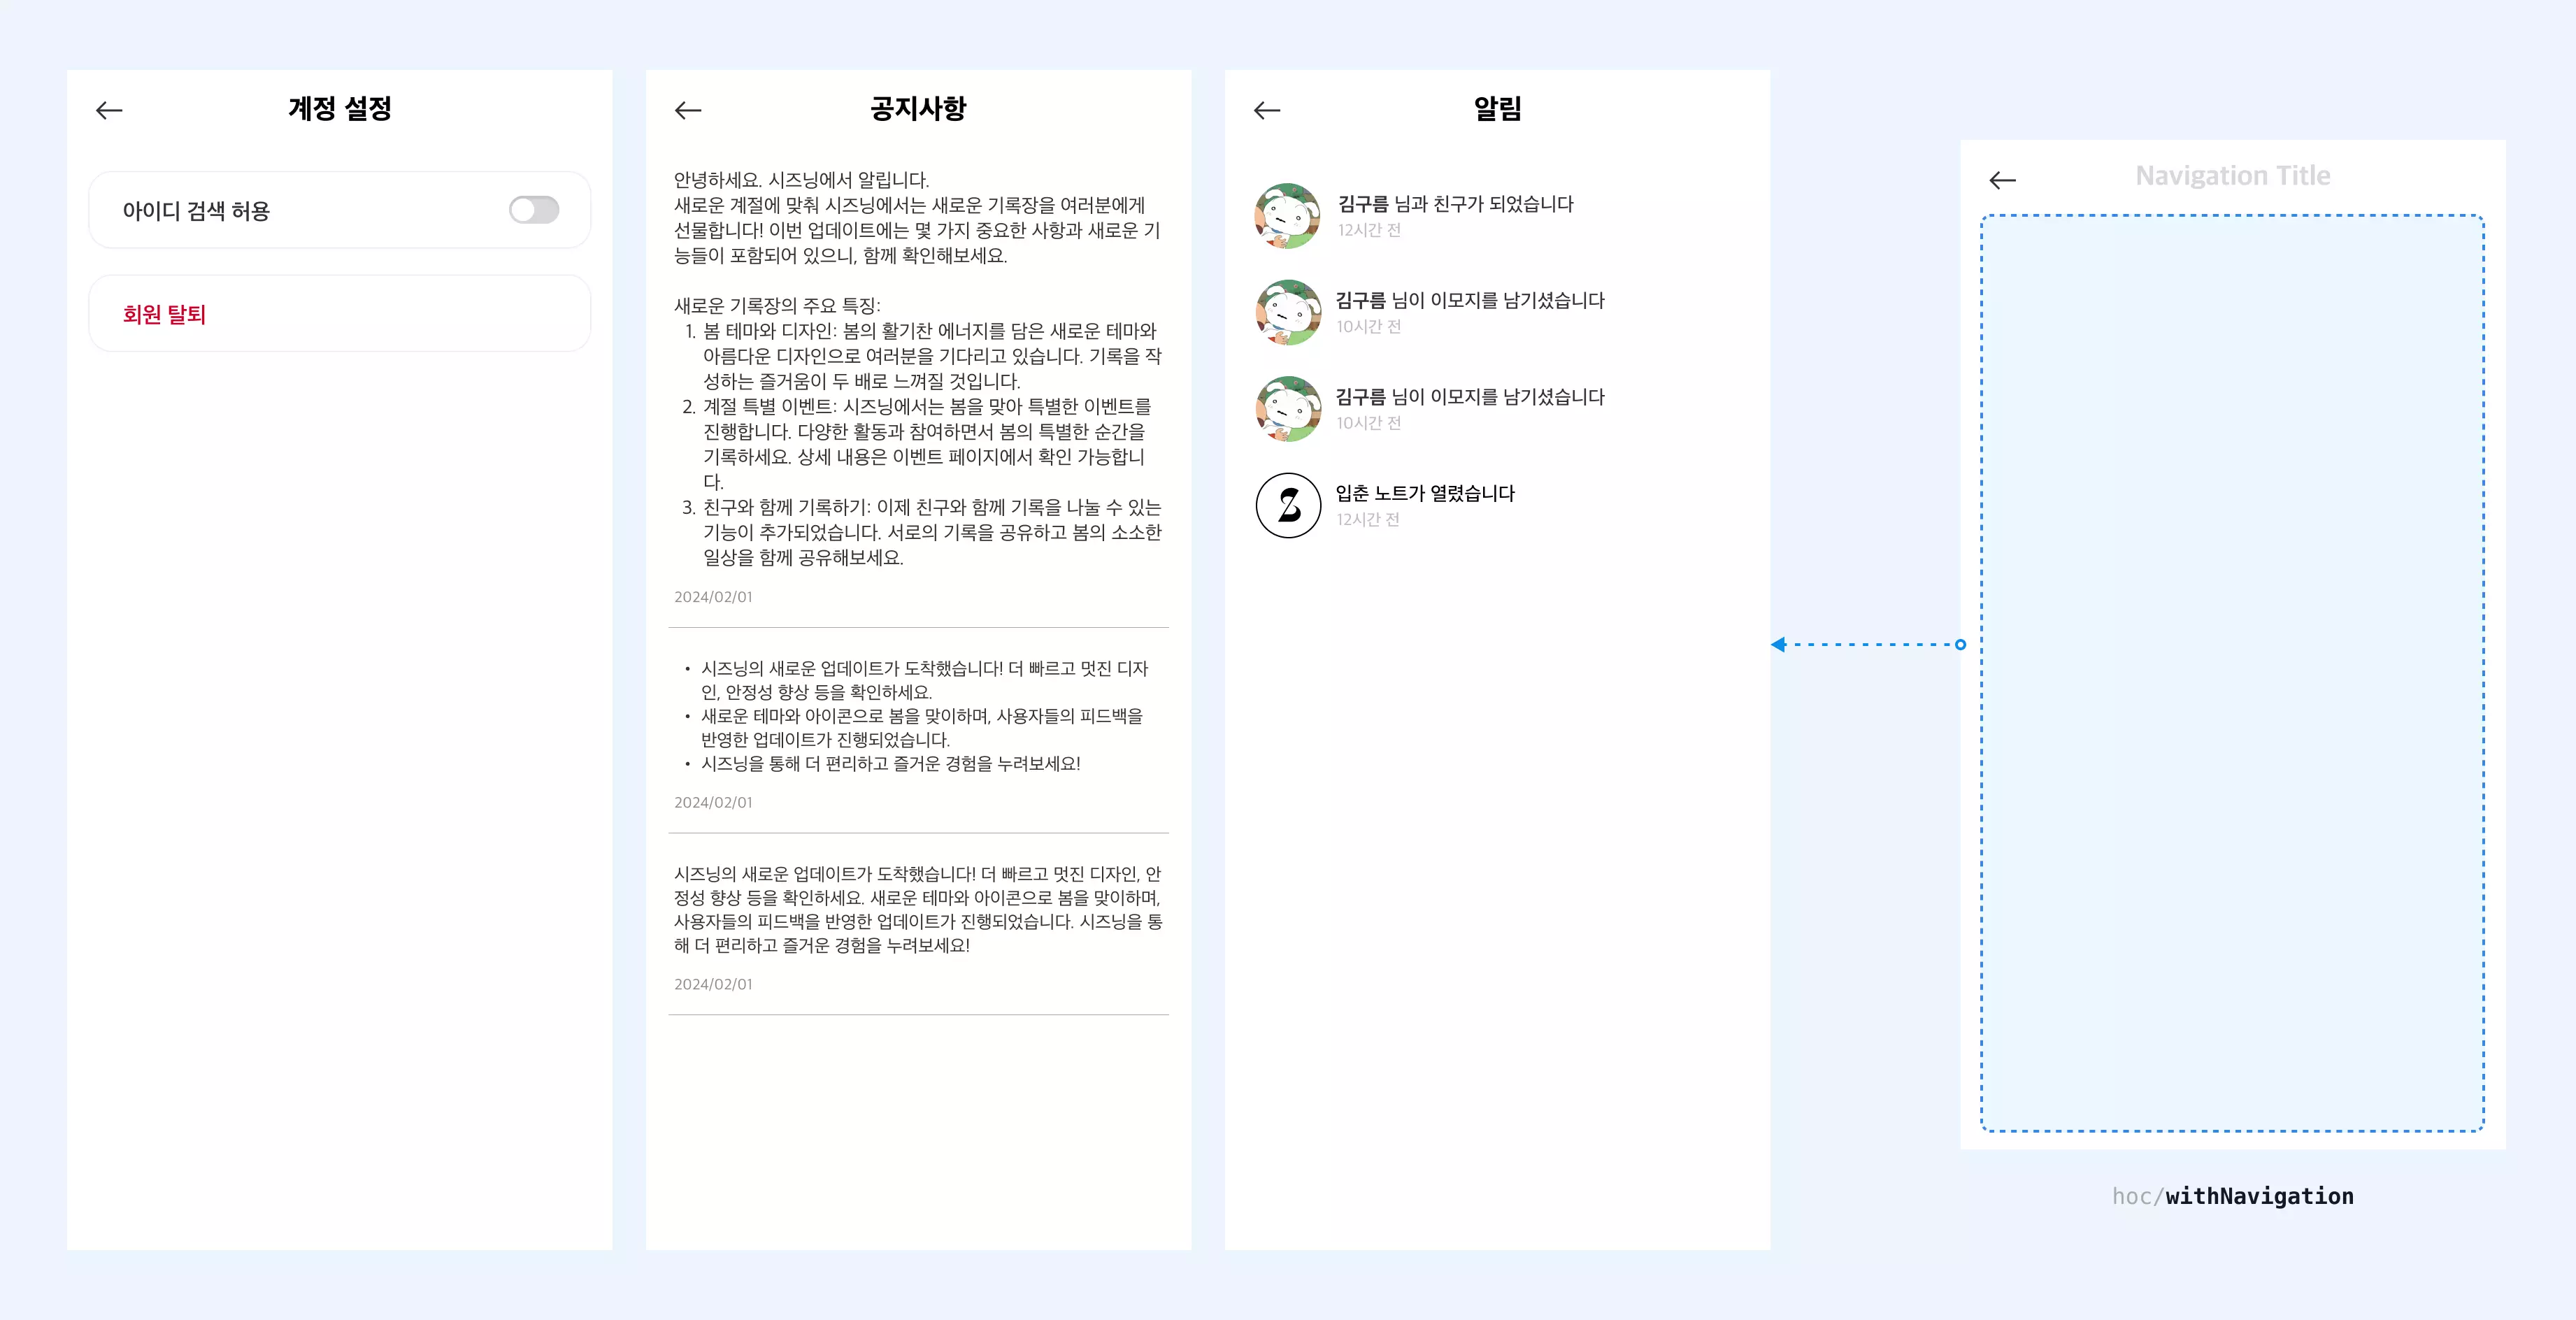 계정 설정
아이디 검색 허용
회원 탈퇴
공지사항
안녕하세요. 시즈닝에서 알립니다.
새로운 계절에 맞춰 시즈닝에서는 새로운 기록장을 여러분에게
선물합니다! 이번 업데이트에는 몇 가지 중요한 사항과 새로운 기
능들이 포함되어 있으니, 함께 확인해보세요.
새로운 기록장의 주요 특징:
1. 봄 테마와 디자인: 봄의 활기찬 에너지를 담은 새로운 테마와
아름다운 디자인으로 여러분을 기다리고 있습니다. 기록을 작
성하는 즐거움이 두 배로 느껴질 것입니다.
2. 계절 특별 이벤트: 시즈닝에서는 봄을 맞아 특별한 이벤트를
진행합니다. 다양한 활동과 참여하면서 봄의 특별한 순간을
기록하세요. 상세 내용은 이벤트 페이지에서 확인 가능합니
다.
3. 친구와 함께 기록하기: 이제 친구와 함께 기록을 나눌 수 있는
기능이 추가되었습니다. 서로의 기록을 공유하고 봄의 소소한
일상을 함께 공유해보세요.
2024/02/01
• 시즈닝의 새로운 업데이트가 도착했습니다! 더 빠르고 멋진 디자
인, 안정성 향상 등을 확인하세요.
• 새로운 테마와 아이콘으로 봄을 맞이하며, 사용자들의 피드백을
반영한 업데이트가 진행되었습니다.
• 시즈닝을 통해 더 편리하고 즐거운 경험을 누려보세요!
2024/02/01
시즈닝의 새로운 업데이트가 도착했습니다! 더 빠르고 멋진 디자인, 안
정성 향상 등을 확인하세요. 새로운 테마와 아이콘으로 봄을 맞이하며,
사용자들의 피드백을 반영한 업데이트가 진행되었습니다. 시즈닝을 통
해 더 편리하고 즐거운 경험을 누려보세요!
2024/02/01
알림
김구름 님과 친구가 되었습니다
12시간 전
김구름 님이 이모지를 남기셨습니다
10시간 전
김구름 님이 이모지를 남기셨습니다
10시간 전
입춘 노트가 열렸습니다
12시간 전
Navigation Title
hoc/withNavigation